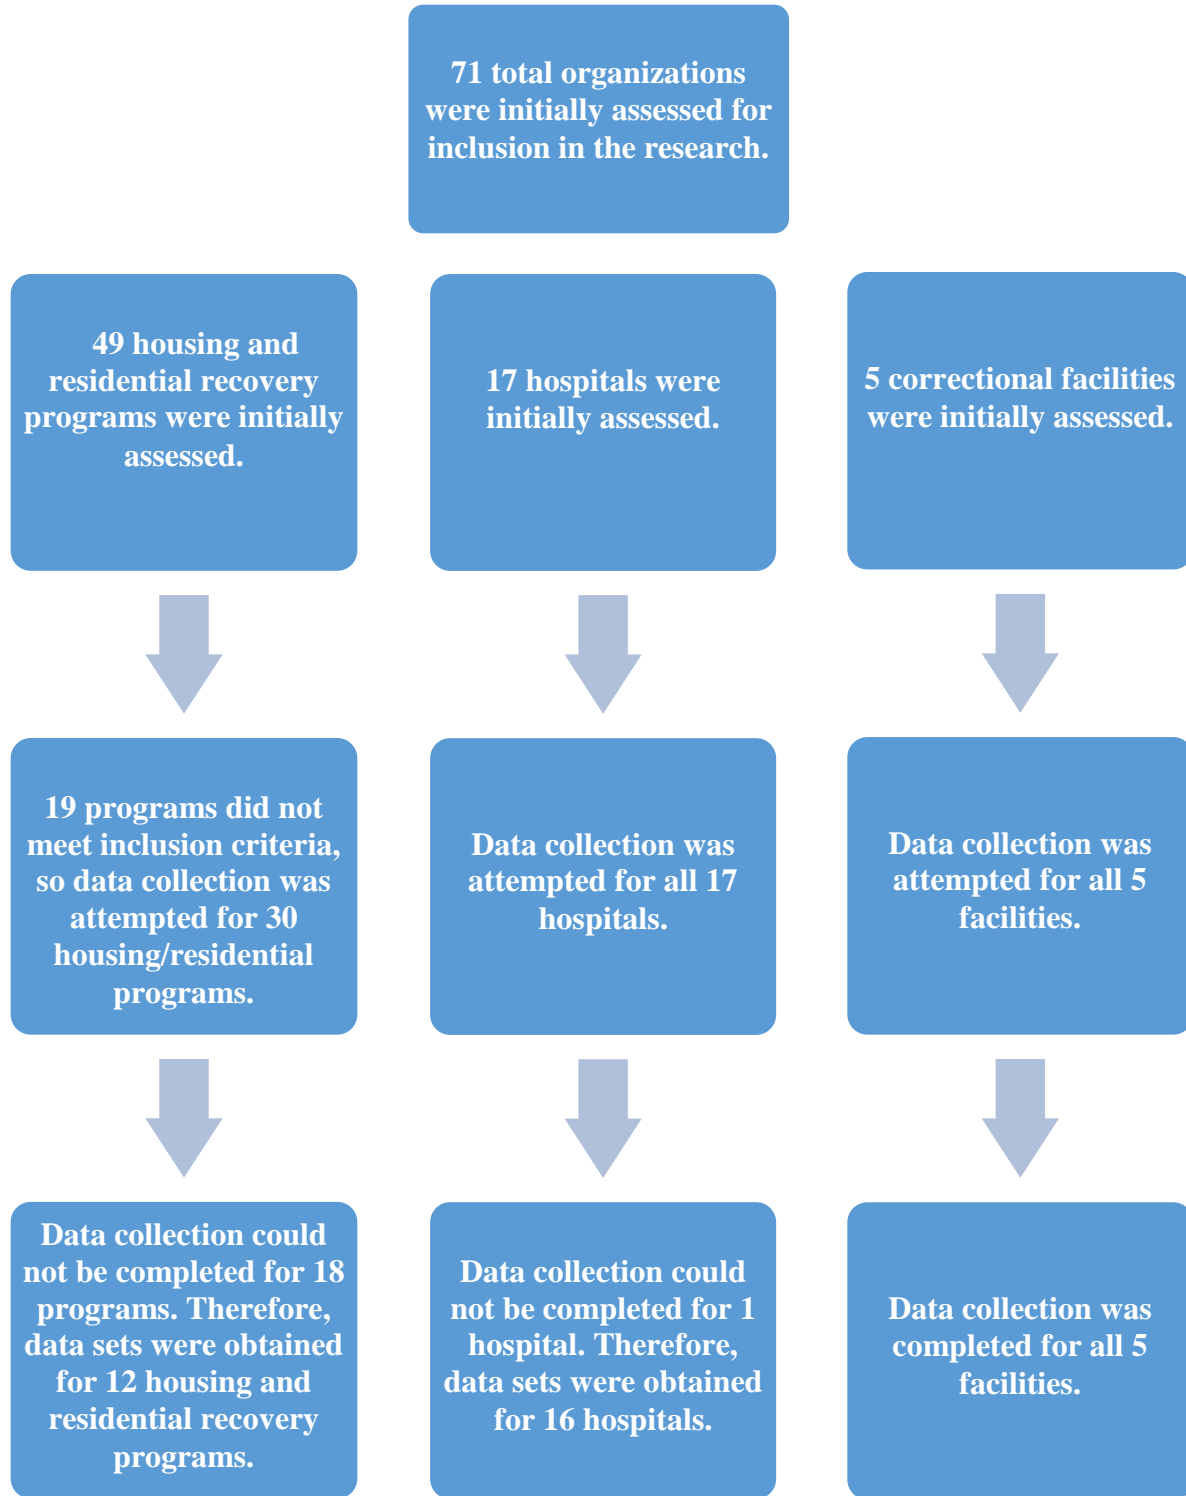 71 total organizations
were initially assessed for
inclusion in the research.
49 housing and
residential recovery
programs were initially
assessed.
17 hospitals were
initially assessed.
5 correctional facilities
were initially assessed.
19 programs did not
meet inclusion criteria,
so data collection was
attempted for 30
housing/residential
programs.
Data collection was
attempted for all 17
hospitals.
Data collection was
attempted for all 5
facilities.
Data collection could
not be completed for 18
programs. Therefore,
data sets were obtained
for 12 housing and
residential recovery
programs.
Data collection could
not be completed for 1
hospital. Therefore,
data sets were obtained
for 16 hospitals.
Data collection was
completed for all 5
facilities.